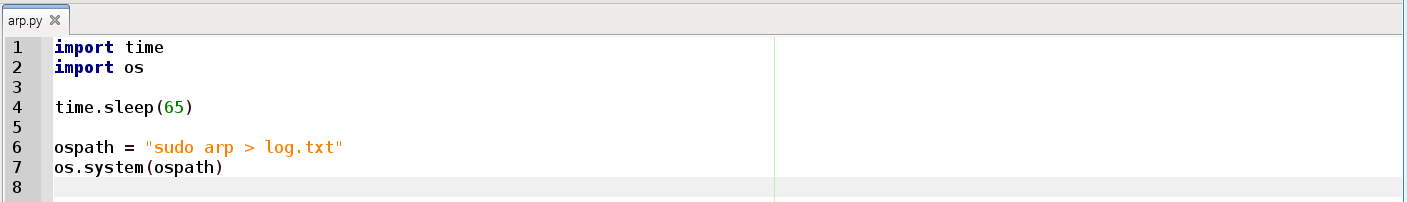 arp.py
1 import time
2 import os
3
4 time.sleep(65)
5
6 ospath = "sudo arp > log.txt"
7 os.system(ospath)
8